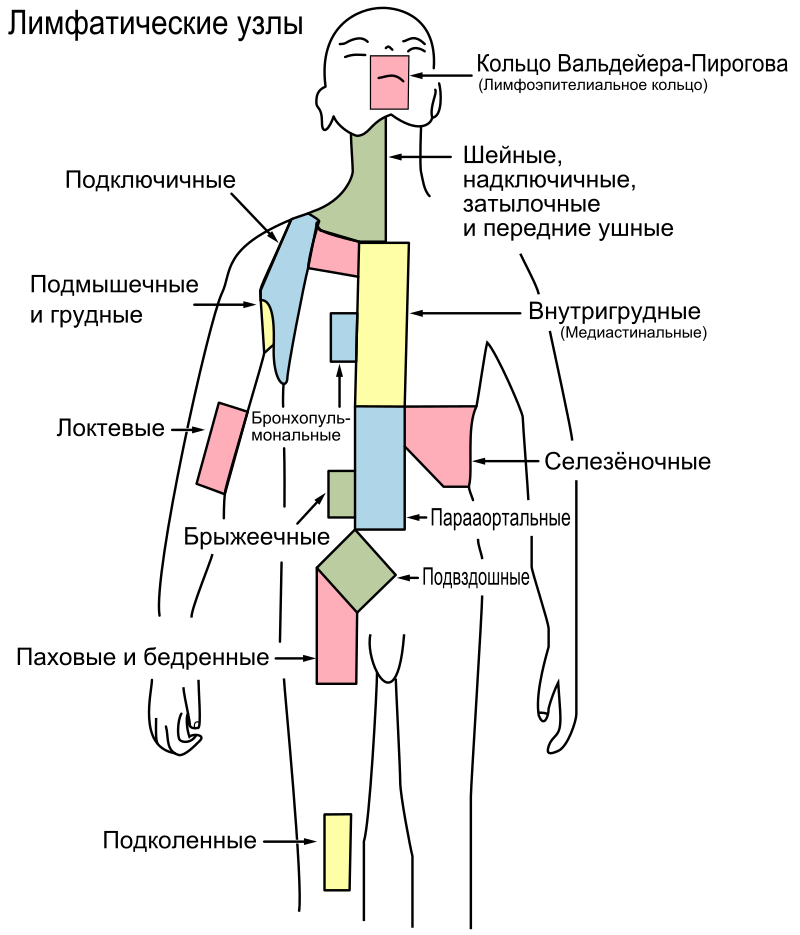 Лимфатические узлы
Кольцо Вальдейера-Пирогова
(Лимфоэпителиальное кольцо)
Шейные,
надключичные,
затылочные
и передние ушные
Подключичные
Подмышечные
и грудные
Внутригрудные
(Медиастинальные)
Бронхопуль-
мональные
Локтевые
Селезёночные
Парааортальные
Брыжеечные
Подвздошные
Паховые и бедренные
Подколенные